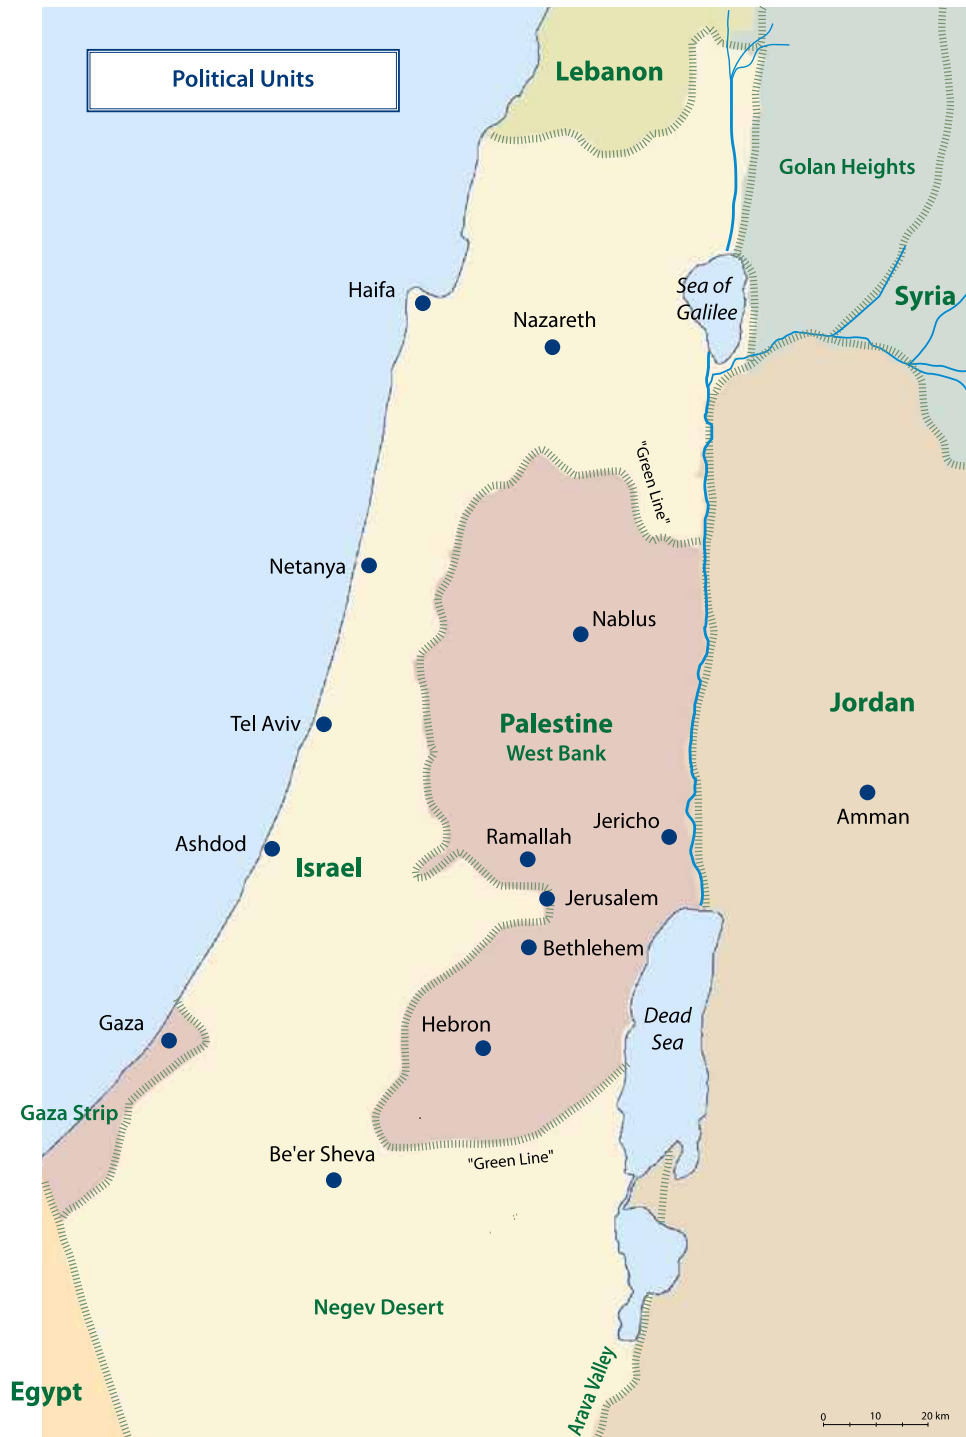 Political Units
Lebanon
Golan Heights
Syria
Sea of
Galilee
Haifa
Nazareth
"Green Line"
Netanya
Nablus
Tel Aviv
Palestine
West Bank
Jordan
Amman
Ashdod
Israel
Ramallah
Jericho
Jerusalem
Bethlehem
Gaza
Hebron
Dead
Sea
Gaza Strip
Be'er Sheva
"Green Line"
Negev Desert
Egypt
Arava Valley
0 10 20 km